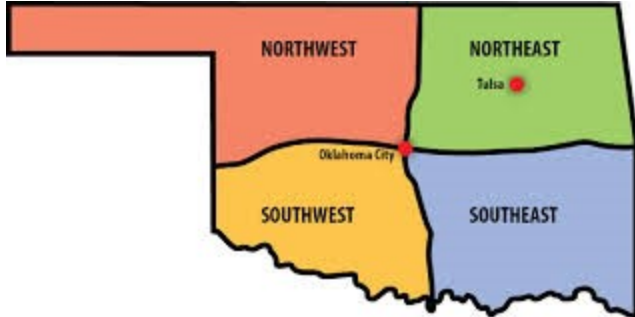 NORTHWEST
NORTHEAST
Tulsa
Oklahoma City
SOUTHWEST
SOUTHEAST